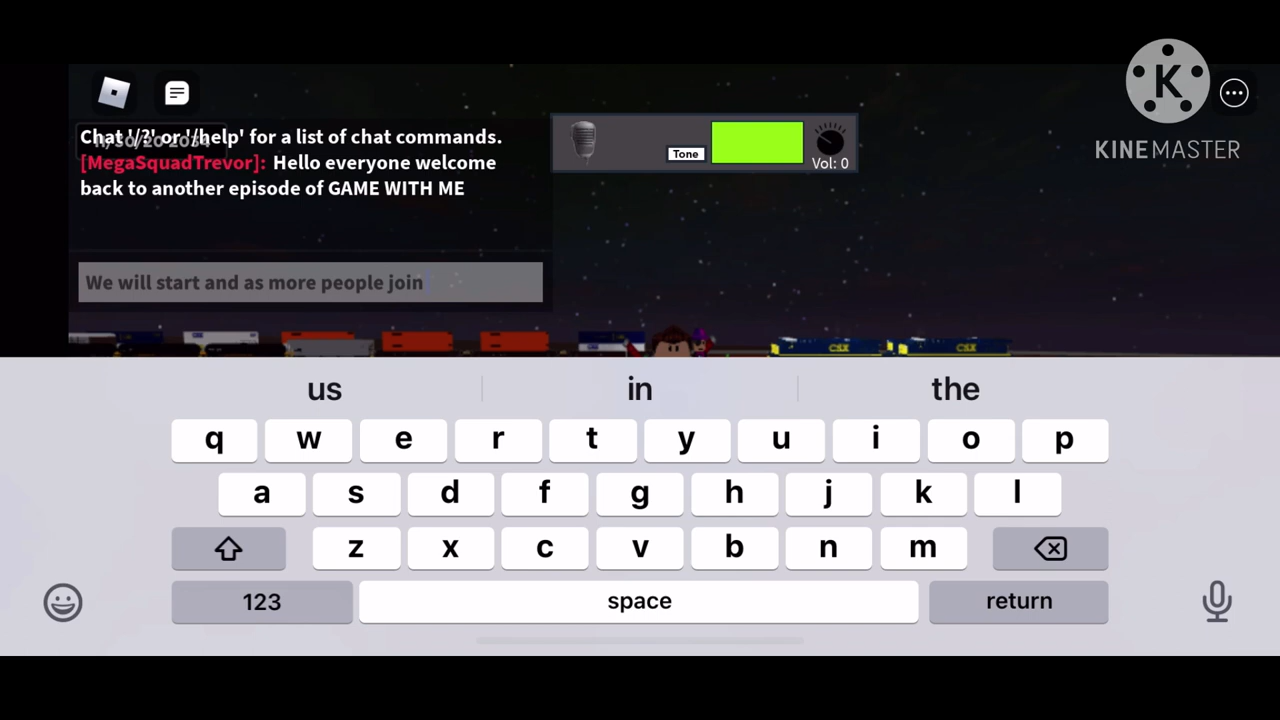 K
KINEMASTER
Chat '/?' or '/help' for a list of chat commands.
[MegaSquadTrevor]: Hello everyone welcome
back to another episode of GAME WITH ME
Tone
Vol: 0
We will start and as more people join
CSX
CSX
us in the
q w e r t y u i o p
a s d f g h j k l
z x c v b n m
123 space return